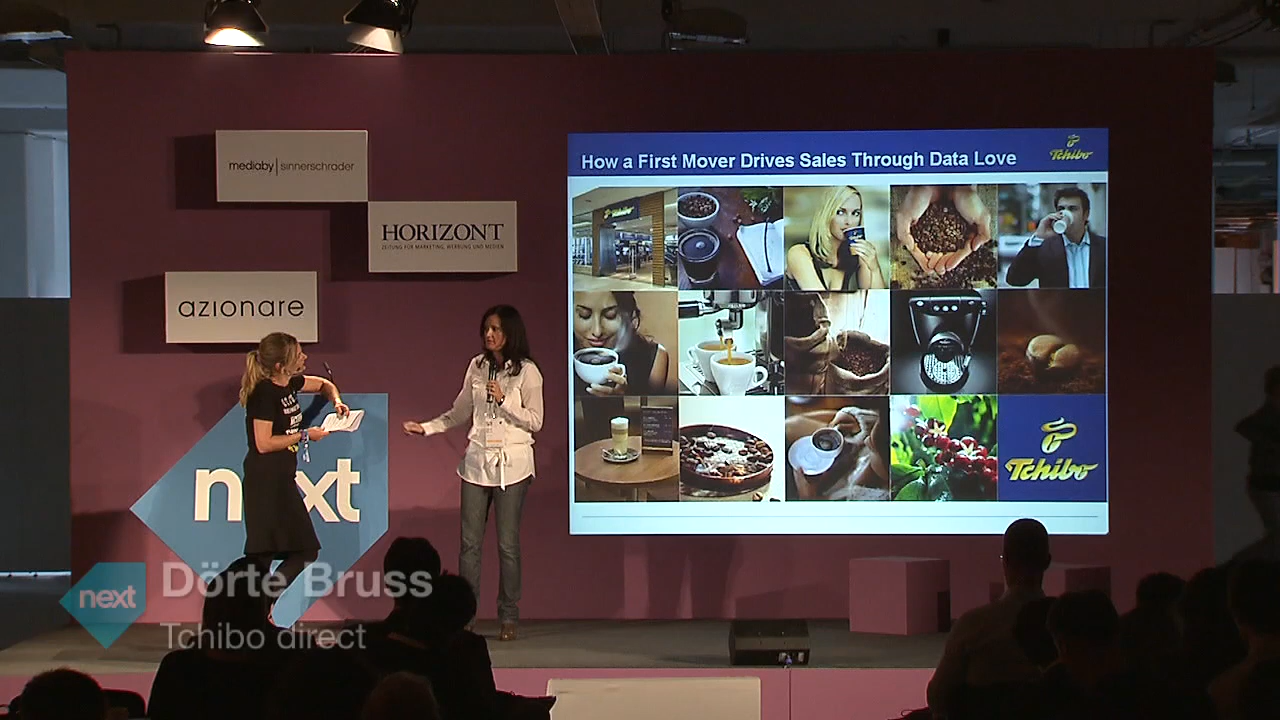 mediaby|sinnerschrader
HORIZONT
ZEITUNG FÜR MARKETING, WERBUNG UND MEDIEN
azionare
How a First Mover Drives Sales Through Data Love
Tchibo
Tchibo
next
next
Dörte Bruss
Tchibo direct